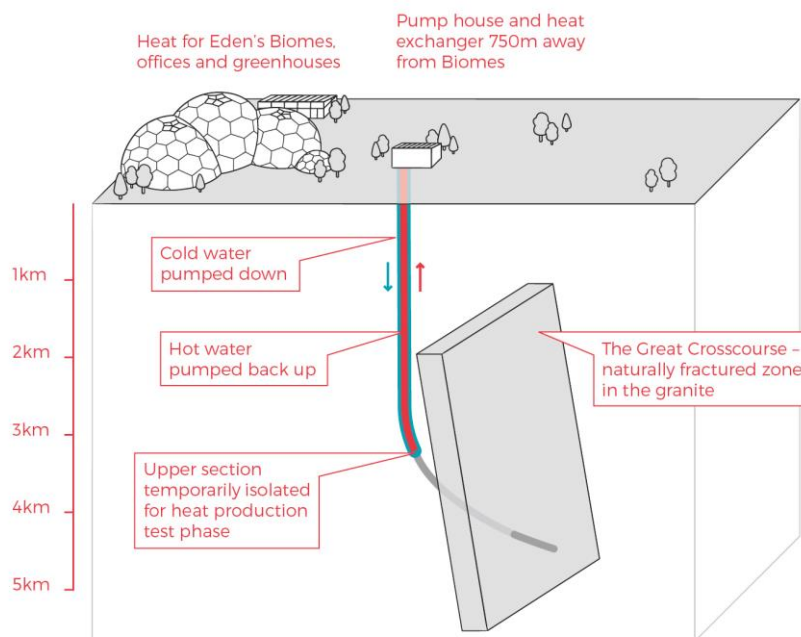 Heat for Eden's Biomes,
offices and greenhouses
Pump house and heat
exchanger 750m away
from Biomes
Cold water
pumped down
1km
Hot water
pumped back up
2km
The Great Crosscourse –
naturally fractured zone
in the granite
3km
Upper section
temporarily isolated
for heat production
test phase
4km
5km